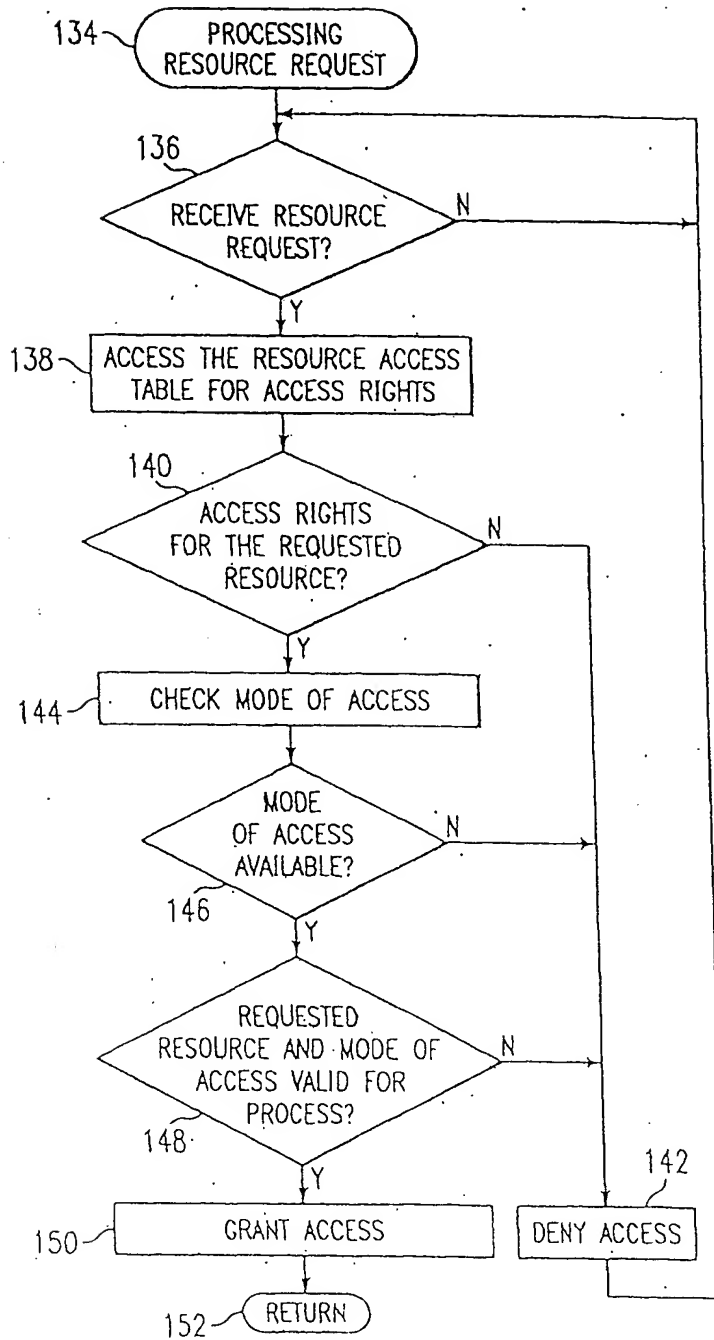 134
PROCESSING
RESOURCE REQUEST
136
RECEIVE RESOURCE
REQUEST?
N
Y
138
ACCESS THE RESOURCE ACCESS
TABLE FOR ACCESS RIGHTS
140
ACCESS RIGHTS
FOR THE REQUESTED
RESOURCE?
N
Y
144
CHECK MODE OF ACCESS
MODE
OF ACCESS
AVAILABLE?
N
146
Y
REQUESTED
RESOURCE AND MODE OF
ACCESS VALID FOR
PROCESS?
N
148
Y
142
150
GRANT ACCESS
DENY ACCESS
152
RETURN